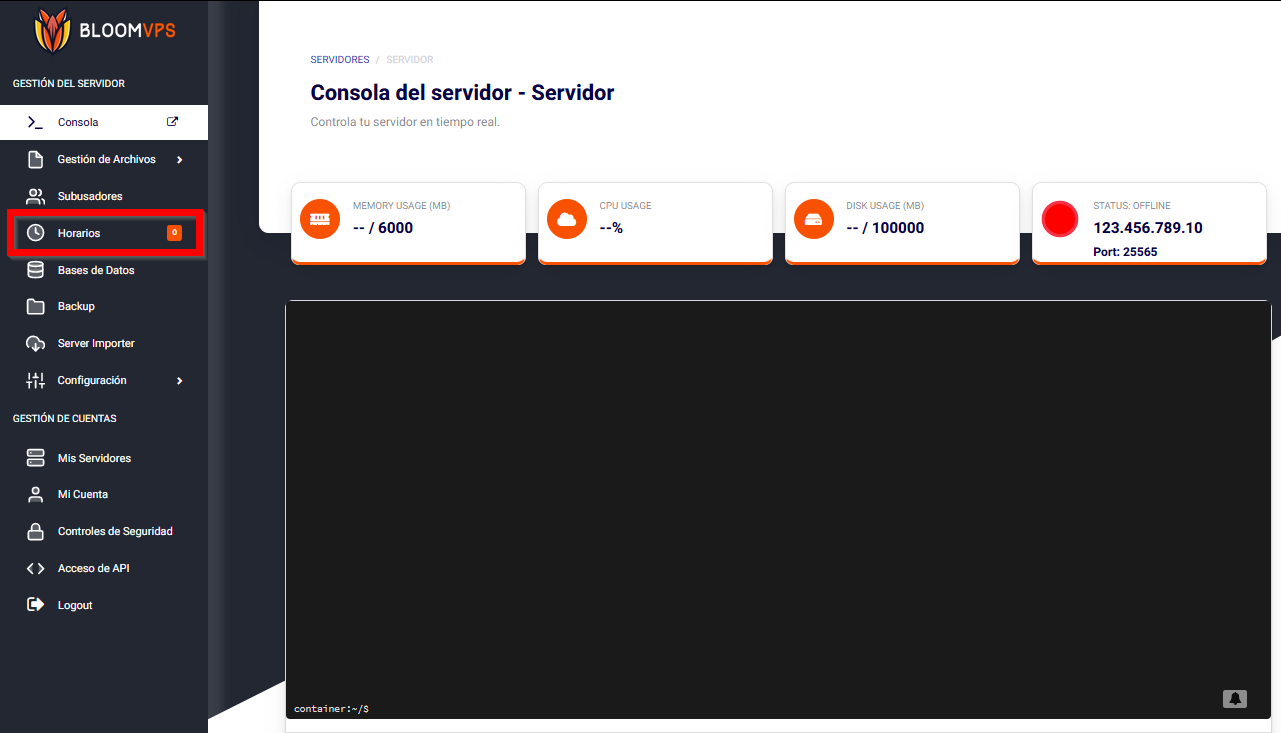 BLOOMVPS
GESTIÓN DEL SERVIDOR
Consola
Gestión de Archivos
Subusadores
Horarios 0
Bases de Datos
Backup
Server Importer
Configuración
GESTIÓN DE CUENTAS
Mis Servidores
Mi Cuenta
Controles de Seguridad
Acceso de API
Logout
SERVIDORES / SERVIDOR
Consola del servidor - Servidor
Controla tu servidor en tiempo real.
MEMORY USAGE (MB)
-- / 6000
CPU USAGE
--%
DISK USAGE (MB)
-- / 100000
STATUS: OFFLINE
123.456.789.10
Port: 25565
container:~/$